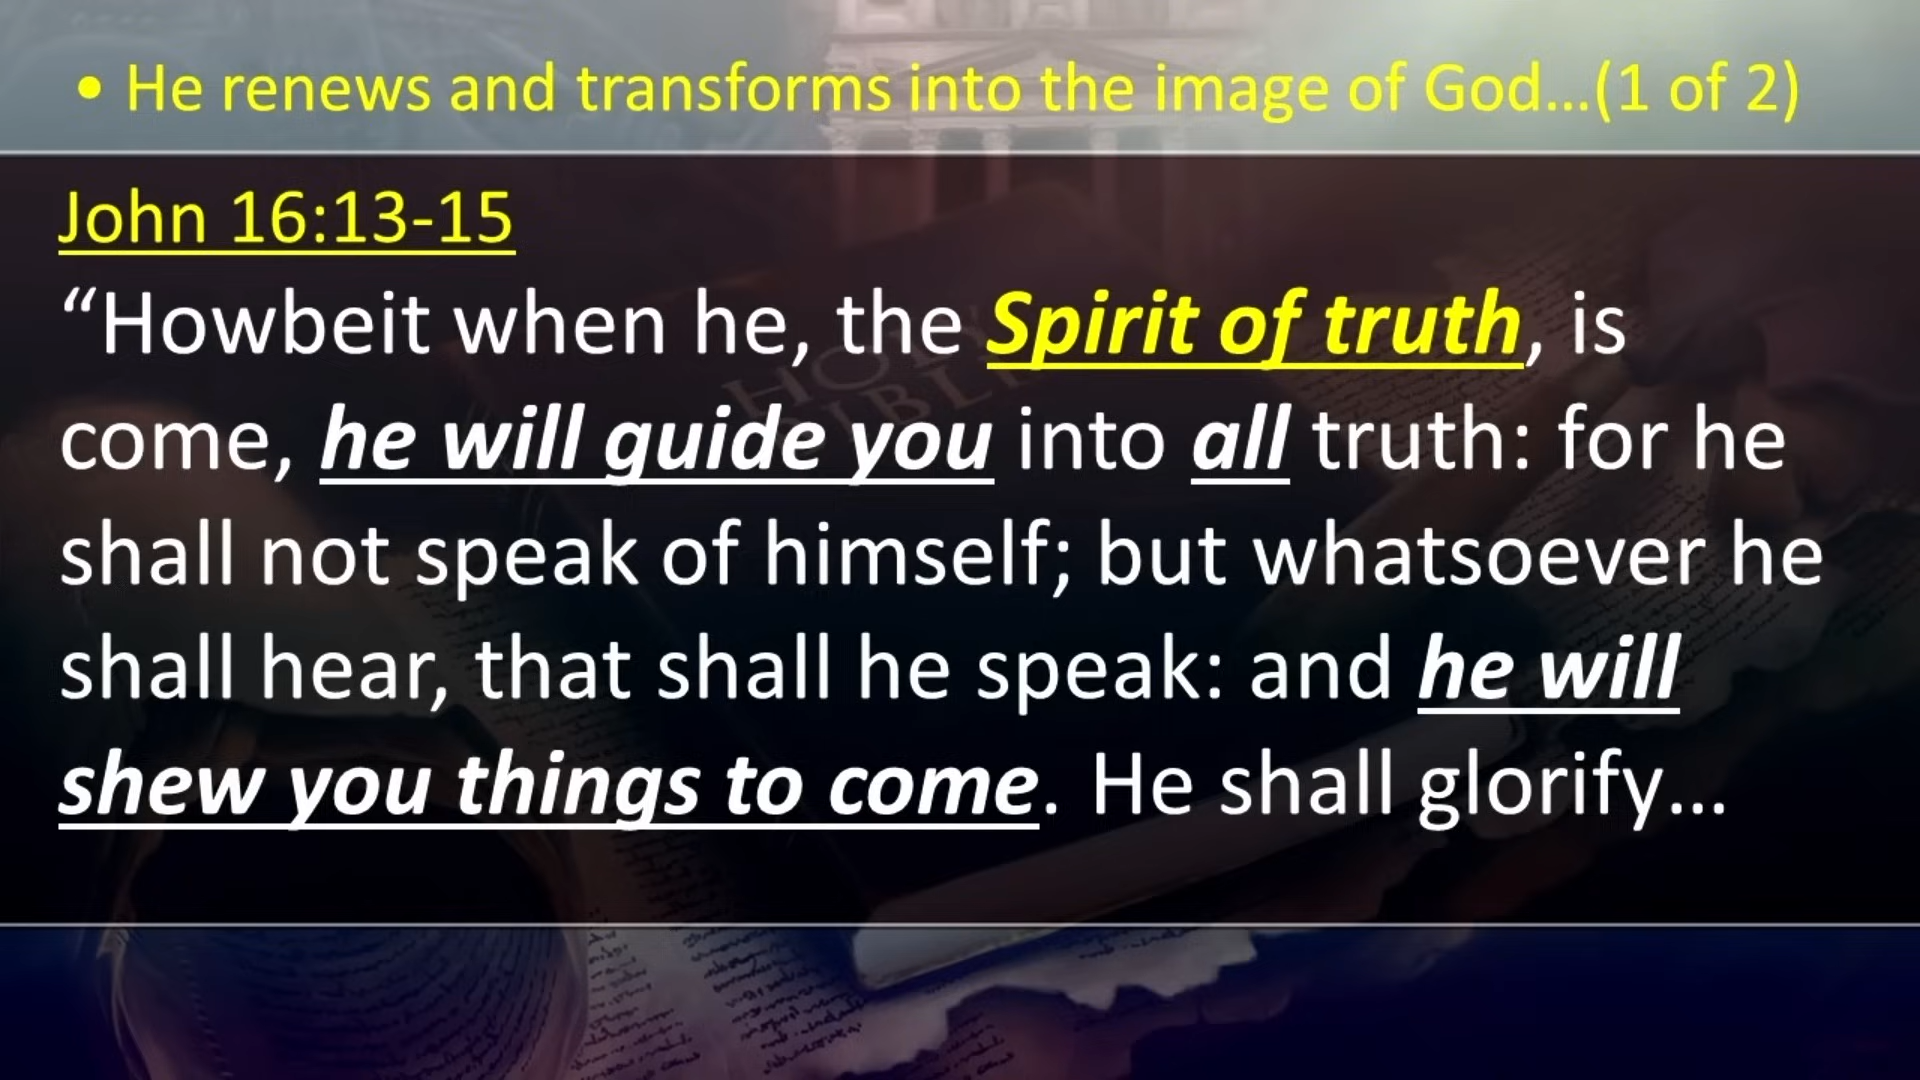 • He renews and transforms into the image of God...(1 of 2)
John 16:13-15
“Howbeit when he, the Spirit of truth, is
come, he will guide you into all truth: for he
shall not speak of himself; but whatsoever he
shall hear, that shall he speak: and he will
shew you things to come. He shall glorify...
HOLY
BIBLE